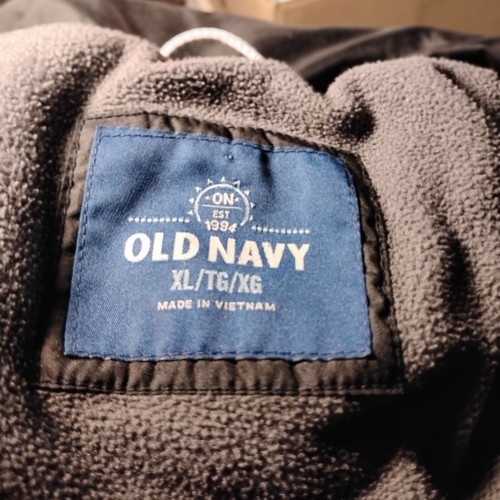 ON
EST
1994
OLD NAVY
XL/TG/XG
MADE IN VIETNAM